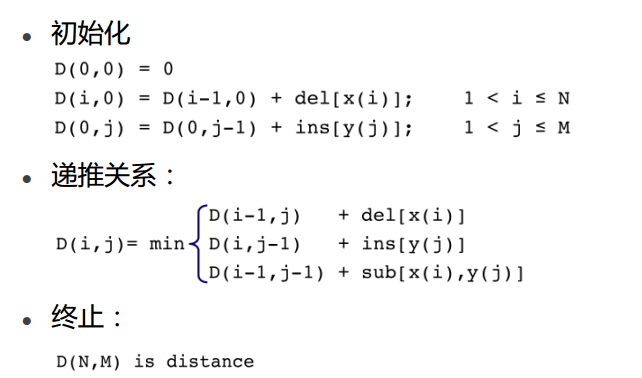 • 初始化
D(0,0) = 0
D(i,0) = D(i-1,0) + del[x(i)];    1 < i ≤ N
D(0,j) = D(0,j-1) + ins[y(j)];    1 < j ≤ M
• 递推关系：
D(i-1,j)   + del[x(i)]
D(i,j)= min D(i,j-1)   + ins[y(j)]
D(i-1,j-1) + sub[x(i),y(j)]
• 终止：
D(N,M) is distance